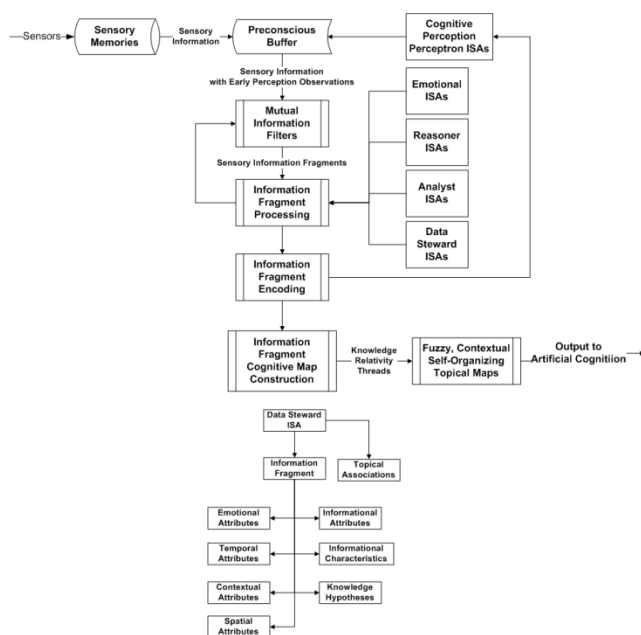 Sensors
Sensory
Memories
Sensory
Information
Preconscious
Buffer
Cognitive
Perception
Perceptron ISAs
Sensory Information
with Early Perception Observations
Emotional
ISAs
Mutual
Information
Filters
Reasoner
ISAs
Sensory Information Fragments
Information
Fragment
Processing
Analyst
ISAs
Data
Steward
ISAs
Information
Fragment
Encoding
Information
Fragment
Cognitive Map
Construction
Knowledge
Relativity
Threads
Fuzzy, Contextual
Self-Organizing
Topical Maps
Output to
Artificial Cognitiion
Data Steward
ISA
Information
Fragment
Topical
Associations
Emotional
Attributes
Informational
Attributes
Temporal
Attributes
Informational
Characteristics
Contextual
Attributes
Knowledge
Hypotheses
Spatial
Attributes